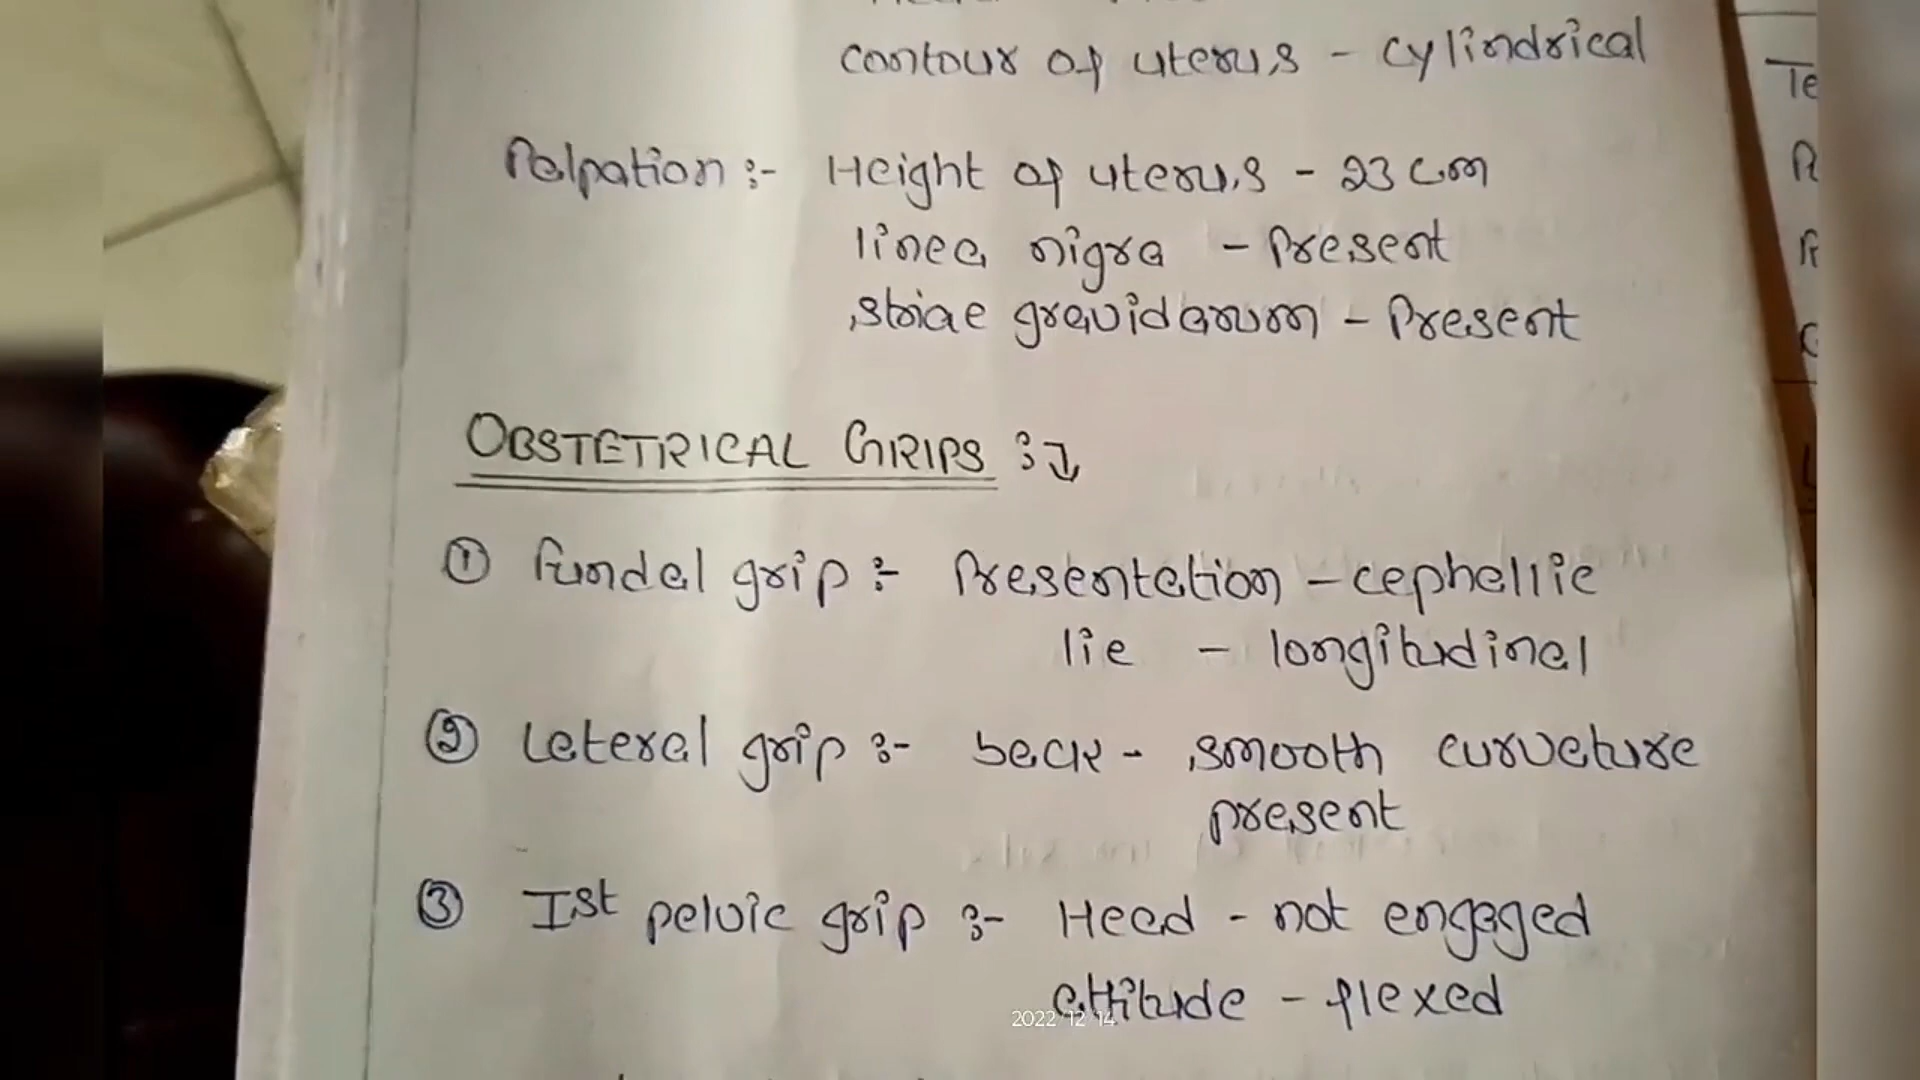 contour of uterus - cylindrical
Palpation :- Height of uterus - 23 cm
linea nigra - Present
striae gravidarum - Present
OBSTETRICAL GRIPS :↓
① Fundal grip :- Presentation - cephallic
lie - longitudinal
② Lateral grip :- back - smooth curvature
present
③ Ist pelvic grip :- Head - not engaged
attitude - flexed
2022/12/14
Te